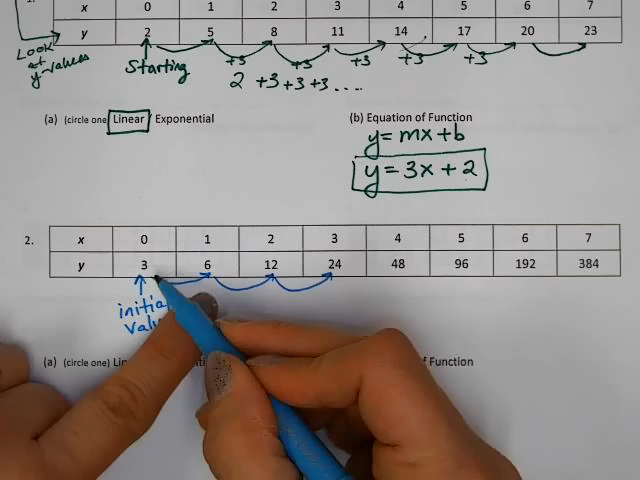 x 0 1 2 3 4 5 6 7
y 2 5 8 11 14 17 20 23
Look
at
y-values
Starting
+3 +3 +3 +3 +3
2 +3 +3 +3 ....
(a) (circle one) Linear / Exponential
(b) Equation of Function
y = mx + b
y = 3x + 2
2. x 0 1 2 3 4 5 6 7
y 3 6 12 24 48 96 192 384
initial
(a) (circle one)
Function